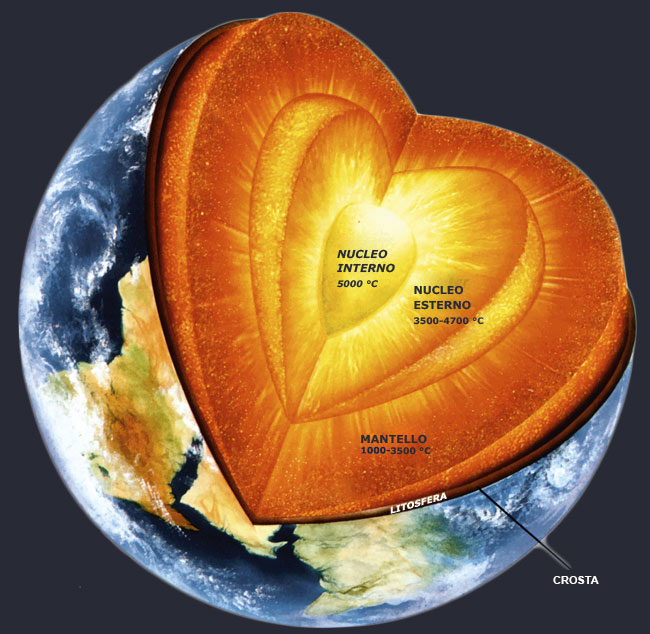 NUCLEO
INTERNO
5000 °C
NUCLEO
ESTERNO
3500-4700 °C
MANTELLO
1000-3500 °C
LITOSFERA
CROSTA